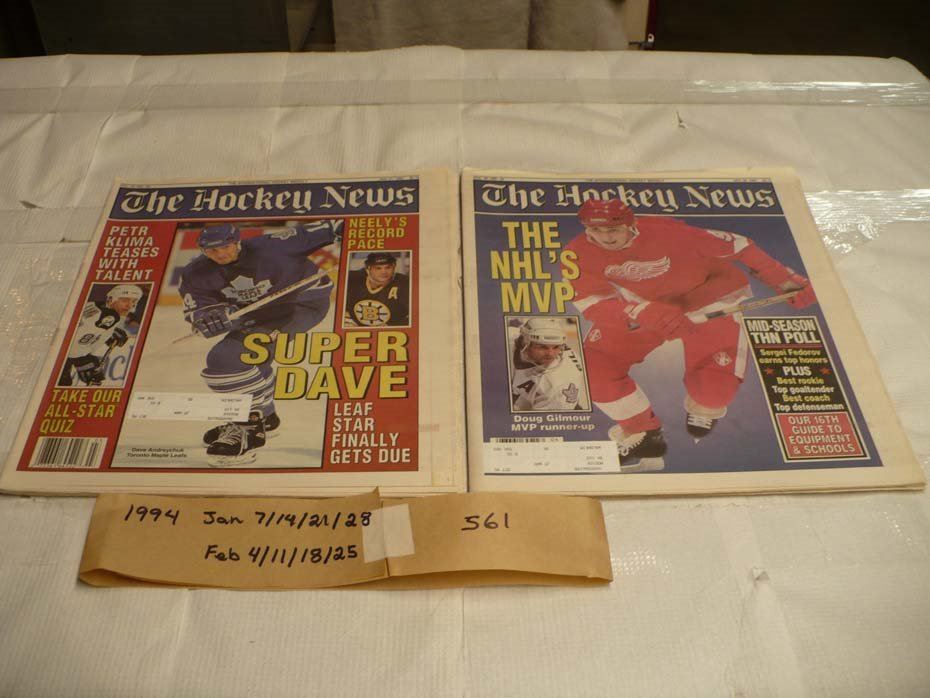 The Hockey News
PETR
KLIMA
TEASES
WITH
TALENT
NEELY'S
RECORD
PACE
SUPER
DAVE
TAKE OUR
ALL-STAR
QUIZ
LEAF
STAR
FINALLY
GETS DUE
Dave Andreychuk
Toronto Maple Leafs
The Hockey News
THE
NHL'S
MVP
Doug Gilmour
MVP runner-up
MID-SEASON
THN POLL
Sergei Fedorov
earns top honors
PLUS
Best rookie
Top goaltender
Best coach
Top defenseman
OUR 16TH
GUIDE TO
EQUIPMENT
& SCHOOLS
1994 Jan 7/14/21/28
Feb 4/11/18/25
561